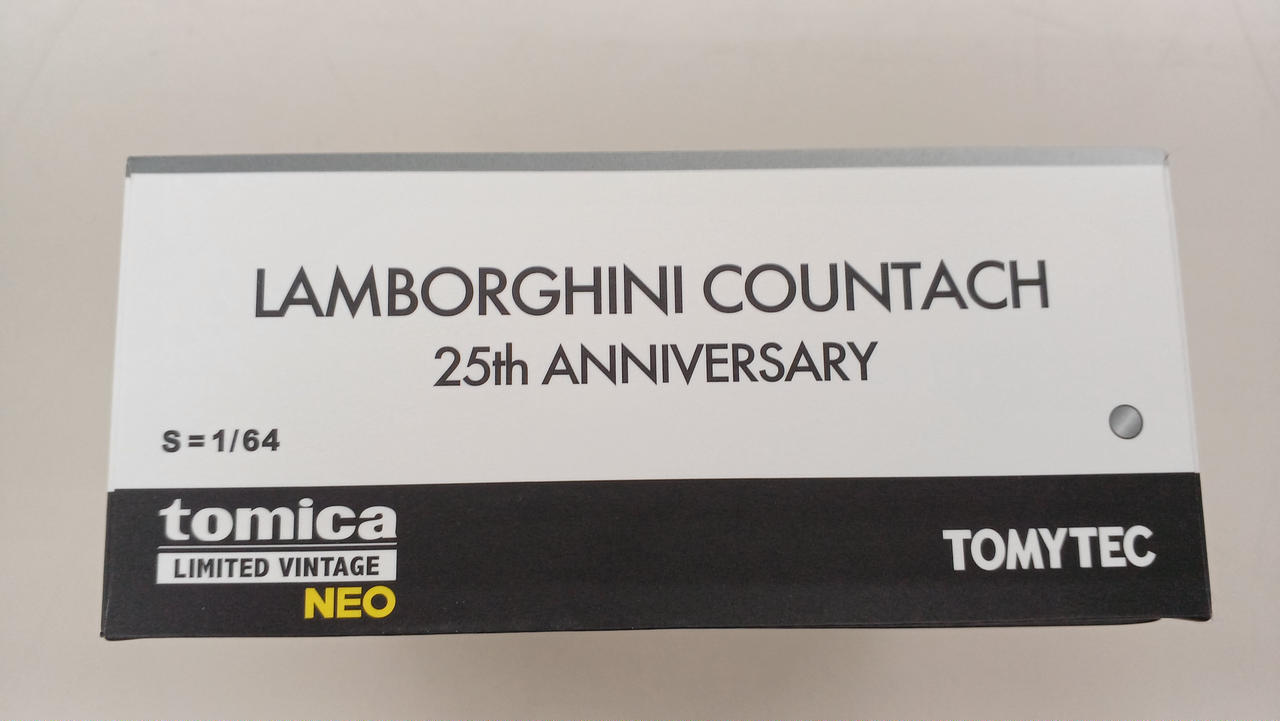 LAMBORGHINI COUNTACH
25th ANNIVERSARY
S=1/64
tomica
LIMITED VINTAGE
NEO
TOMYTEC